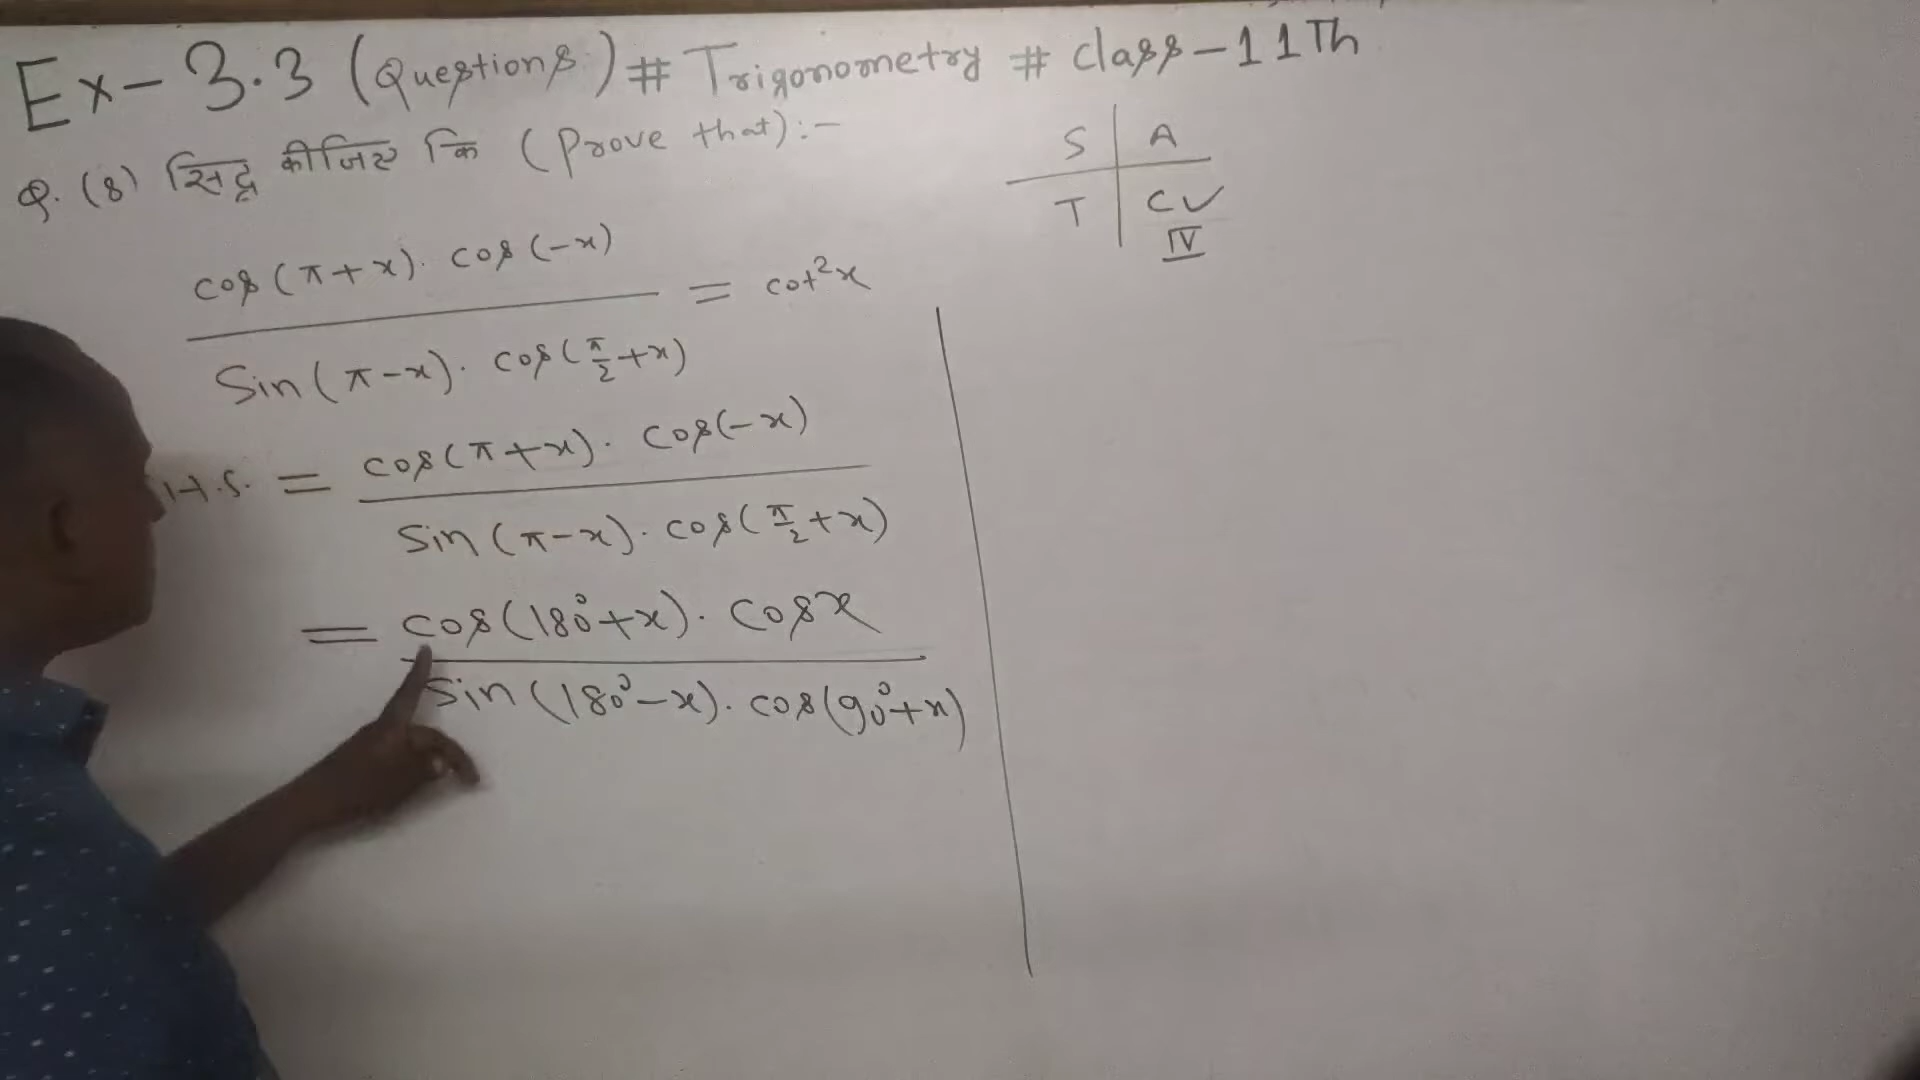 Ex-3.3 (Questions) # Trigonometry # Class-11Th
Q. (8) सिद्ध कीजिए कि (Prove that):-
S A
T C✓
IV
cos(π+x). cos(-x)
= cot²x
Sin(π-x). cos(π/2+x)
H.S. = cos(π+x). cos(-x)
Sin(π-x). cos(π/2+x)
= cos(180°+x). cosx
Sin(180°-x). cos(90°+x)